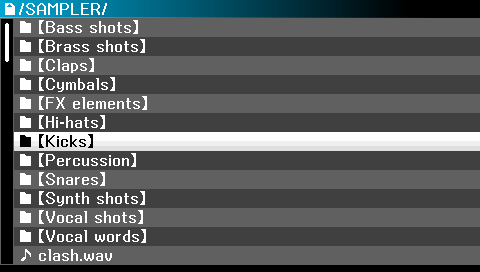 /SAMPLER/
【Bass shots】
【Brass shots】
【Claps】
【Cymbals】
【FX elements】
【Hi-hats】
【Kicks】
【Percussion】
【Snares】
【Synth shots】
【Vocal shots】
【Vocal words】
clash.wav